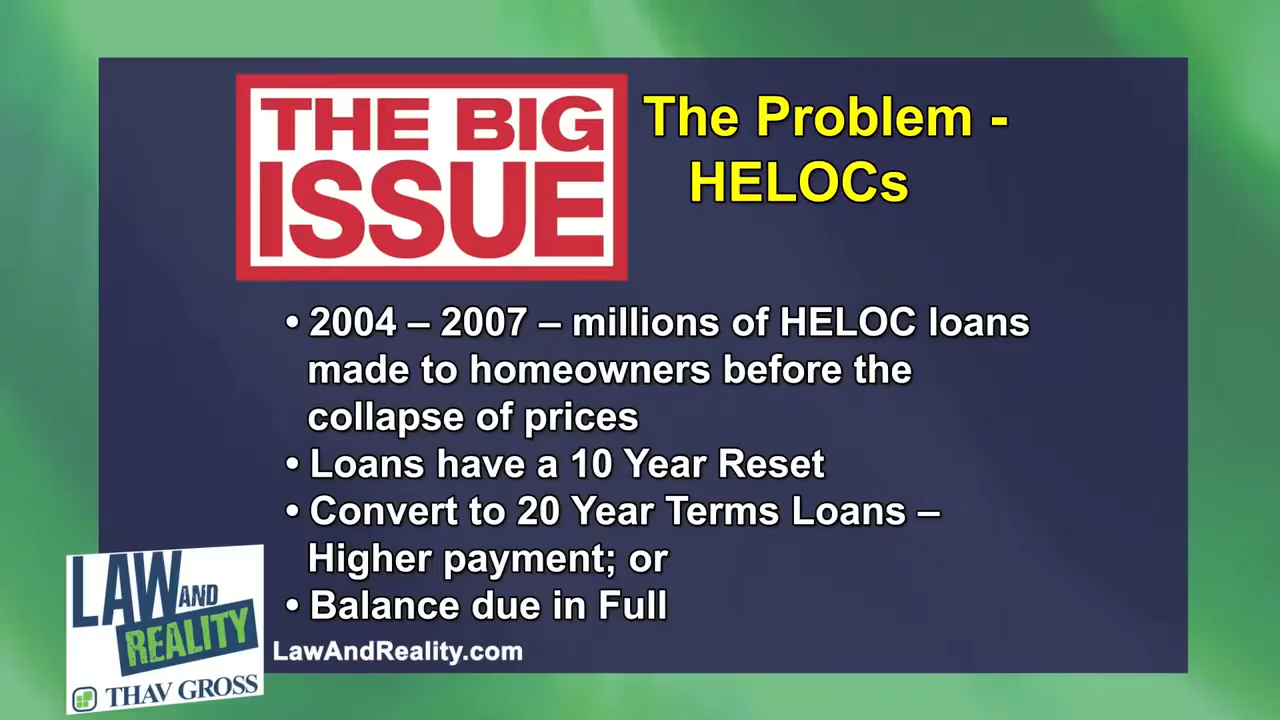 THE BIG
ISSUE
The Problem -
HELOCs
• 2004 – 2007 – millions of HELOC loans
made to homeowners before the
collapse of prices
• Loans have a 10 Year Reset
• Convert to 20 Year Terms Loans –
Higher payment; or
• Balance due in Full
LAW AND
REALITY
THAV GROSS
LawAndReality.com